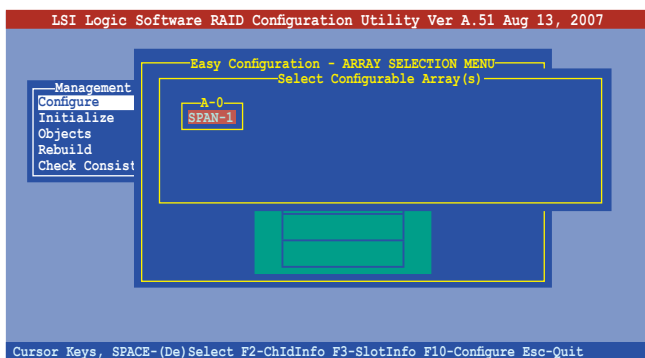 LSI Logic Software RAID Configuration Utility Ver A.51 Aug 13, 2007
Easy Configuration - ARRAY SELECTION MENU
Select Configurable Array(s)
Management
Configure
Initialize
Objects
Rebuild
Check Consist
A-0
SPAN-1
Cursor Keys, SPACE-(De)Select F2-ChIdInfo F3-SlotInfo F10-Configure Esc-Quit